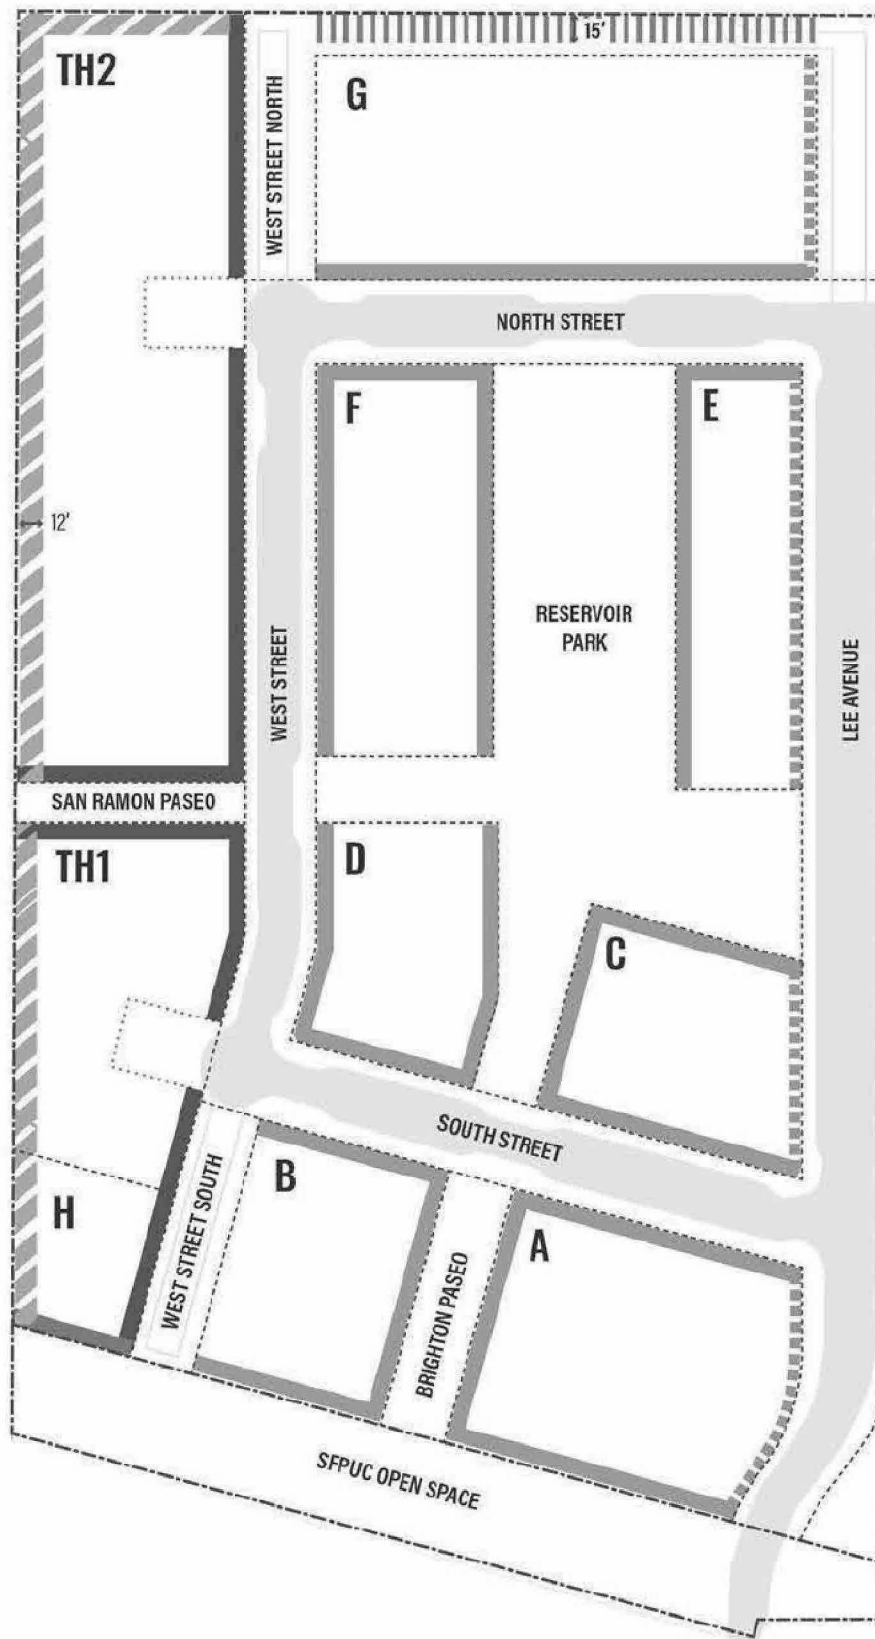 15'
TH2
G
WEST STREET NORTH
NORTH STREET
F
E
12'
RESERVOIR
PARK
WEST STREET
LEE AVENUE
SAN RAMON PASEO
TH1
D
C
SOUTH STREET
B
H
A
WEST STREET SOUTH
BRIGHTON PASEO
SFPUC OPEN SPACE